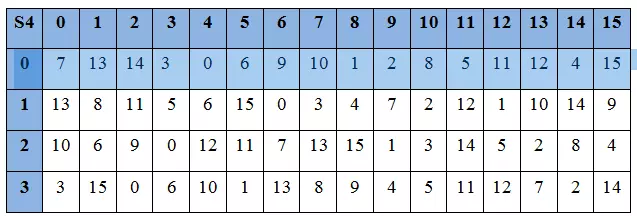 S4 0 1 2 3 4 5 6 7 8 9 10 11 12 13 14 15
0 7 13 14 3 0 6 9 10 1 2 8 5 11 12 4 15
1 13 8 11 5 6 15 0 3 4 7 2 12 1 10 14 9
2 10 6 9 0 12 11 7 13 15 1 3 14 5 2 8 4
3 3 15 0 6 10 1 13 8 9 4 5 11 12 7 2 14